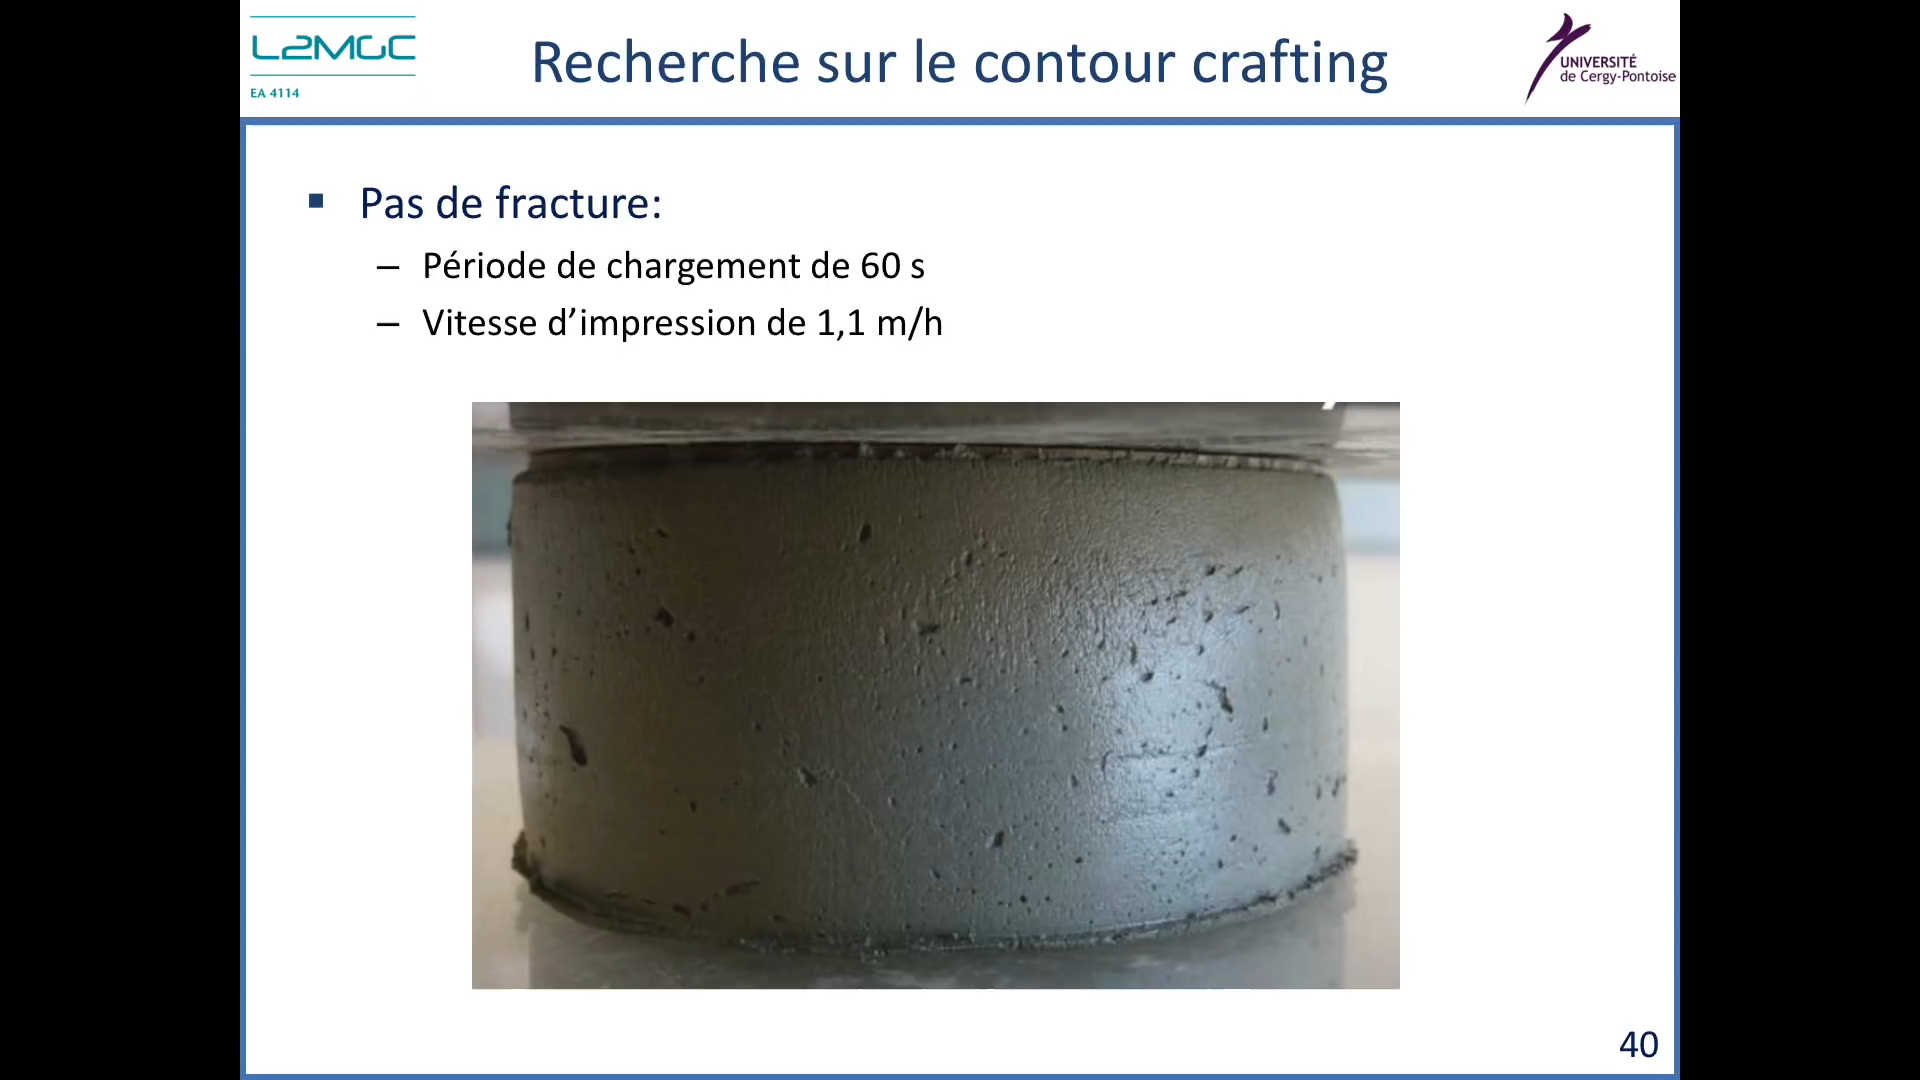 L2MGC
EA 4114
Recherche sur le contour crafting
UNIVERSITÉ
de Cergy-Pontoise
Pas de fracture:
– Période de chargement de 60 s
– Vitesse d’impression de 1,1 m/h
40